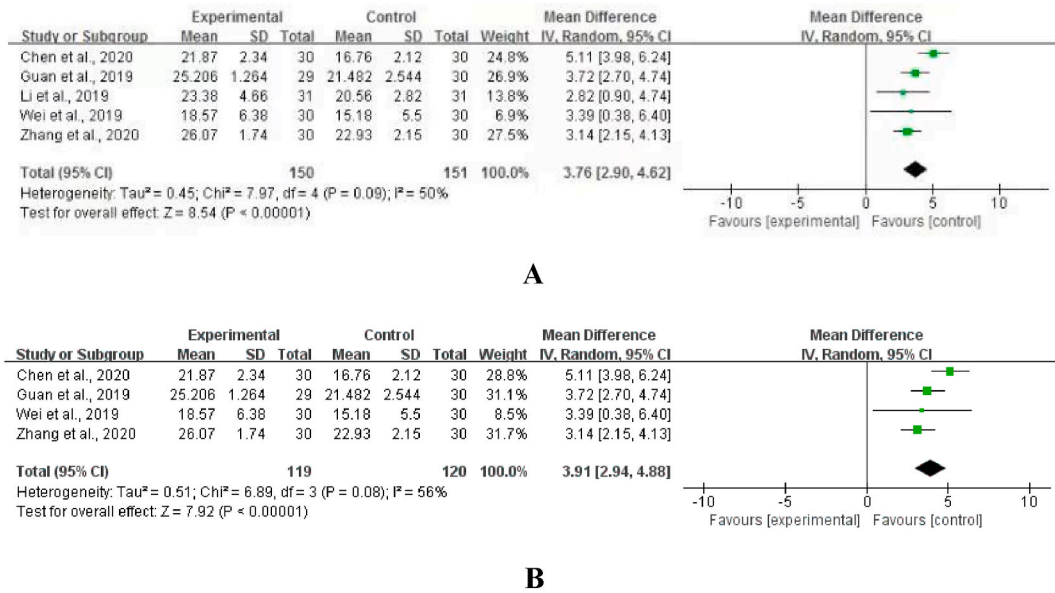 Experimental Control Mean Difference Mean Difference
Study or Subgroup Mean SD Total Mean SD Total Weight IV, Random, 95% CI IV, Random, 95% CI
Chen et al., 2020 21.87 2.34 30 16.76 2.12 30 24.8% 5.11 [3.98, 6.24]
Guan et al., 2019 25.206 1.264 29 21.482 2.544 30 26.9% 3.72 [2.70, 4.74]
Li et al., 2019 23.38 4.66 31 20.56 2.82 31 13.8% 2.82 [0.90, 4.74]
Wei et al., 2019 18.57 6.38 30 15.18 5.5 30 6.9% 3.39 [0.38, 6.40]
Zhang et al., 2020 26.07 1.74 30 22.93 2.15 30 27.5% 3.14 [2.15, 4.13]
Total (95% CI) 150 151 100.0% 3.76 [2.90, 4.62]
Heterogeneity: Tau² = 0.45; Chi² = 7.97, df = 4 (P = 0.09); I² = 50%
Test for overall effect: Z = 8.54 (P < 0.00001)
-10 -5 0 5 10
Favours [experimental] Favours [control]
A
Experimental Control Mean Difference Mean Difference
Study or Subgroup Mean SD Total Mean SD Total Weight IV, Random, 95% CI IV, Random, 95% CI
Chen et al., 2020 21.87 2.34 30 16.76 2.12 30 28.8% 5.11 [3.98, 6.24]
Guan et al., 2019 25.206 1.264 29 21.482 2.544 30 31.1% 3.72 [2.70, 4.74]
Wei et al., 2019 18.57 6.38 30 15.18 5.5 30 8.5% 3.39 [0.38, 6.40]
Zhang et al., 2020 26.07 1.74 30 22.93 2.15 30 31.7% 3.14 [2.15, 4.13]
Total (95% CI) 119 120 100.0% 3.91 [2.94, 4.88]
Heterogeneity: Tau² = 0.51; Chi² = 6.89, df = 3 (P = 0.08); I² = 56%
Test for overall effect: Z = 7.92 (P < 0.00001)
-10 -5 0 5 10
Favours [experimental] Favours [control]
B